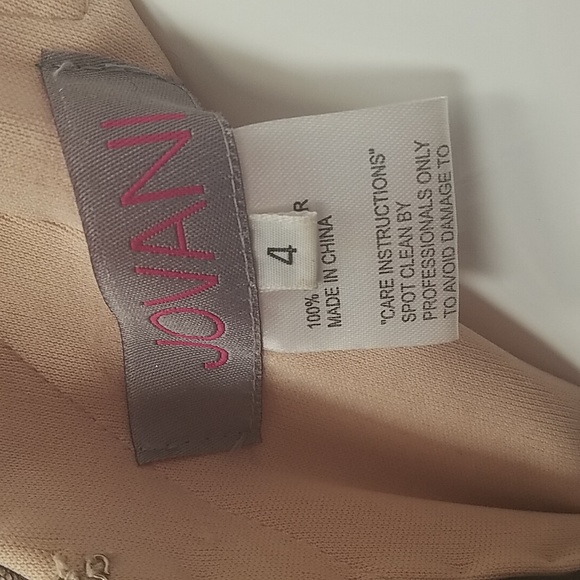 JOVANI
4
100%
MADE IN CHINA
"CARE INSTRUCTIONS"
SPOT CLEAN BY
PROFESSIONALS ONLY
TO AVOID DAMAGE TO